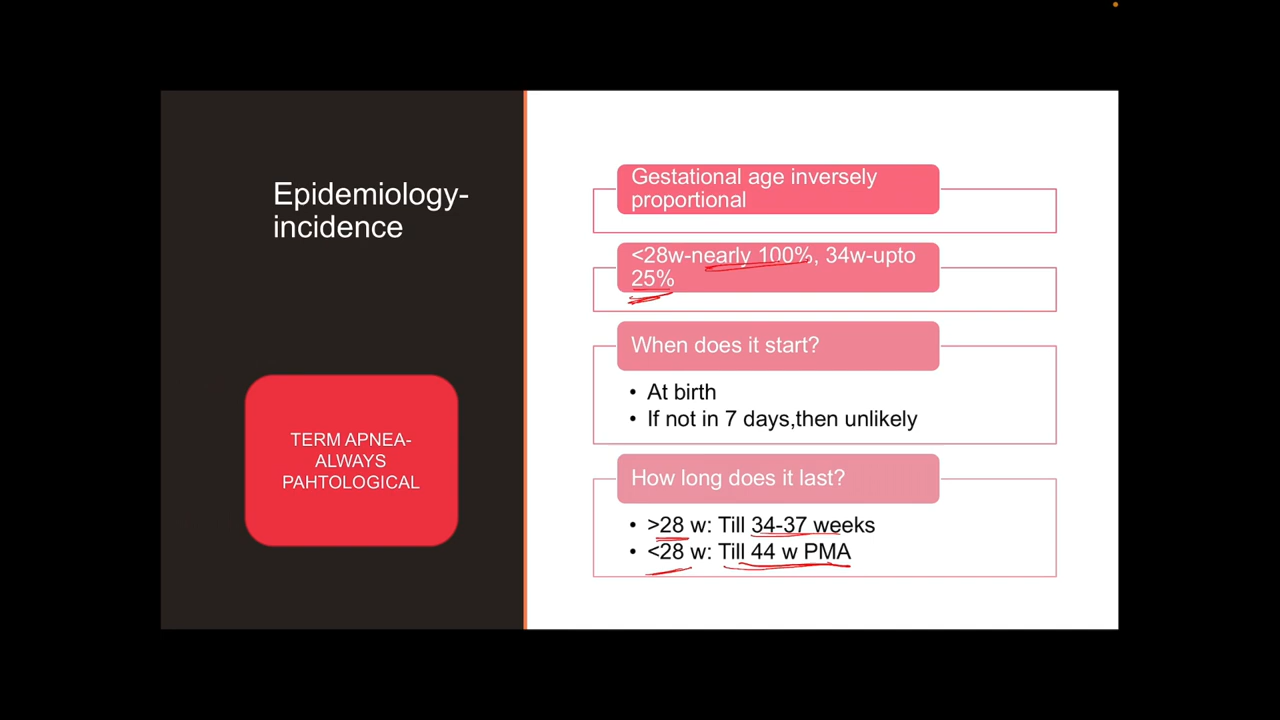 Epidemiology-
incidence
TERM APNEA-
ALWAYS
PAHTOLOGICAL
Gestational age inversely
proportional
<28w-nearly 100%, 34w-upto
25%
When does it start?
• At birth
• If not in 7 days,then unlikely
How long does it last?
• >28 w: Till 34-37 weeks
• <28 w: Till 44 w PMA